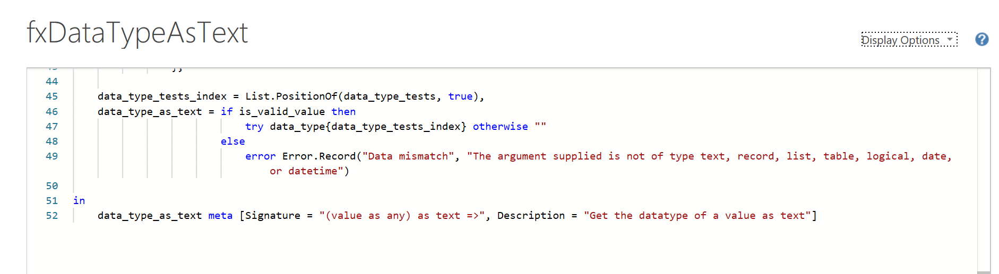 fxDataTypeAsText
Display Options
?
44
45 data_type_tests_index = List.PositionOf(data_type_tests, true),
46 data_type_as_text = if is_valid_value then
47 try data_type{data_type_tests_index} otherwise ""
48 else
49 error Error.Record("Data mismatch", "The argument supplied is not of type text, record, list, table, logical, date,
or datetime")
50
51 in
52 data_type_as_text meta [Signature = "(value as any) as text =>", Description = "Get the datatype of a value as text"]